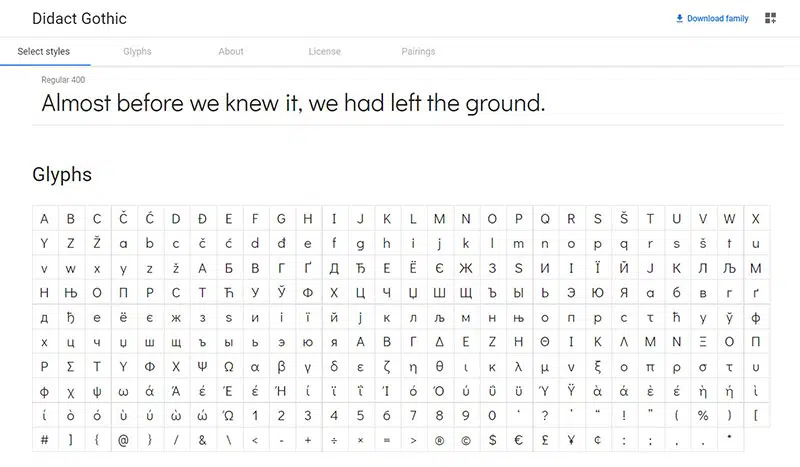 Didact Gothic
Download family
Select styles Glyphs About License Pairings
Regular 400
Almost before we knew it, we had left the ground.
Glyphs
A B C Č Ć D Đ E F G H I J K L M N O P Q R S Š T U V W X
Y Z Ž a b c č ć d đ e f g h i j k l m n o p q r s š t u
v w x y z ž А Б В Г Ґ Д Ђ Е Ё Є Ж З Ѕ И І Ї Й Ј К Л Љ М
Н Њ О П Р С Т Ћ У Ў Ф Х Ц Ч Џ Ш Щ Ъ Ы Ь Э Ю Я а б в г ґ
д ђ е ё є ж з ѕ и і ї й ј к л љ м н њ о п р с т ћ у ў ф
х ц ч џ ш щ ъ ы ь э ю я Α Β Γ Δ Ε Ζ Η Θ Ι Κ Λ Μ Ν Ξ Ο Π
Ρ Σ Τ Υ Φ Χ Ψ Ω α β γ δ ε ζ η θ ι κ λ μ ν ξ ο π ρ σ τ υ
φ χ ψ ω ά Ά έ Έ έ Ή ί ϊ ΐ Ί ό Ό ύ ΰ ϋ Ύ Ϋ ὰ ά ὲ έ ὴ ή ὶ
ί ὸ ό ὺ ύ ὼ ώ Ώ 1 2 3 4 5 6 7 8 9 0 ‘ ? ’ “ ! ” ( % ) [
# ] { @ } / & \ < - + ÷ × = > ® © $ € £ ¥ ¢ : ; , . *